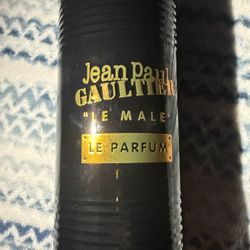 Jean Paul
GAULTIER
"LE MALE"
LE PARFUM